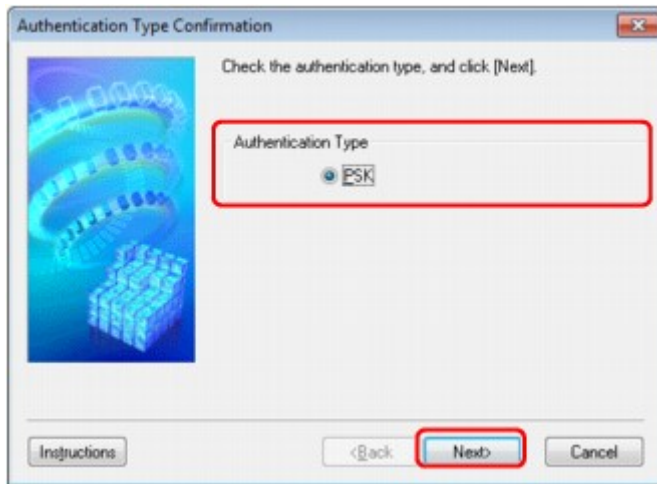 Authentication Type Confirmation
Check the authentication type, and click [Next].
Authentication Type
PSK
Instructions
<Back
Next>
Cancel